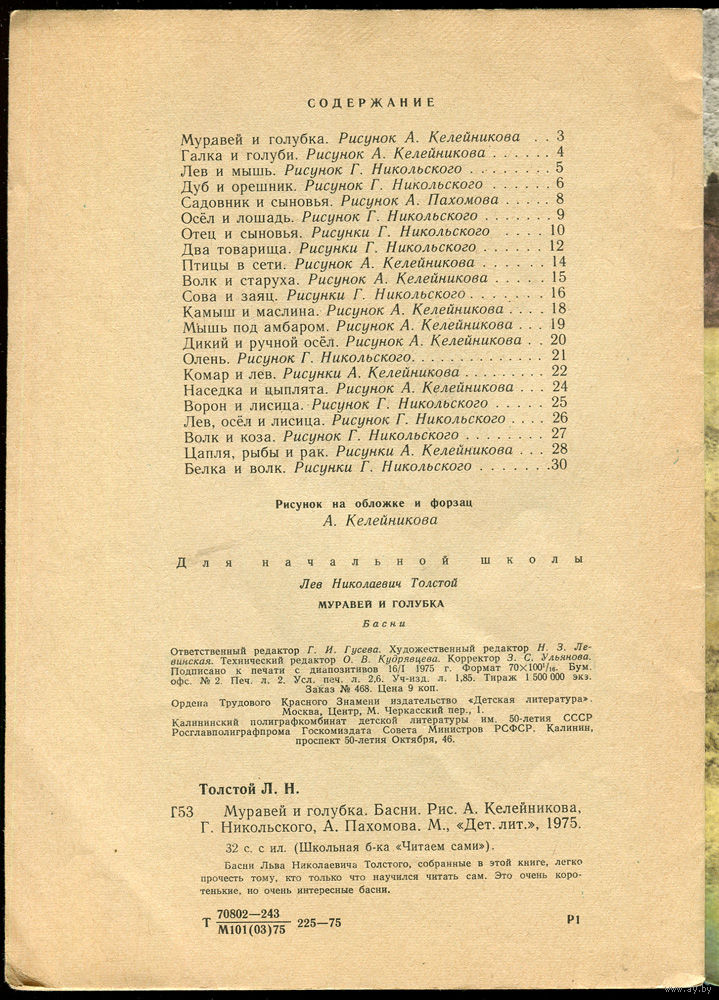 СОДЕРЖАНИЕ
Муравей и голубка. Рисунок А. Келейникова . . 3
Галка и голуби. Рисунок А. Келейникова . . . . . . 4
Лев и мышь. Рисунок Г. Никольского . . . . . . . . 5
Дуб и орешник. Рисунок Г. Никольского . . . . . . 6
Садовник и сыновья. Рисунок А. Пахомова . . . . . 8
Осёл и лошадь. Рисунок Г. Никольского . . . . . . . 9
Отец и сыновья. Рисунки Г. Никольского . . . . 10
Два товарища. Рисунки Г. Никольского . . . . . . 12
Птицы в сети. Рисунок А. Келейникова . . . . . . 14
Волк и старуха. Рисунок А. Келейникова . . . . . 15
Сова и заяц. Рисунки Г. Никольского . . . . . . . 16
Камыш и маслина. Рисунок А. Келейникова . . . . 18
Мышь под амбаром. Рисунок А. Келейникова . . . 19
Дикий и ручной осёл. Рисунок А. Келейникова . . 20
Олень. Рисунок Г. Никольского. . . . . . . . . . . . 21
Комар и лев. Рисунки А. Келейникова . . . . . . . 22
Наседка и цыплята. Рисунок А. Келейникова . . . 24
Ворон и лисица. Рисунок Г. Никольского . . . . . 25
Лев, осёл и лисица. Рисунок Г. Никольского . . . . 26
Волк и коза. Рисунок Г. Никольского . . . . . . . 27
Цапля, рыбы и рак. Рисунки А. Келейникова . . . 28
Белка и волк. Рисунки Г. Никольского . . . . . . .30
Рисунок на обложке и форзац
А. Келейникова
Для начальной школы
Лев Николаевич Толстой
МУРАВЕЙ И ГОЛУБКА
Басни
Ответственный редактор Г. И. Гусева. Художественный редактор Н. З. Ле-
винская. Технический редактор О. В. Кудрявцева. Корректор З. С. Ульянова.
Подписано к печати с диапозитивов 16/I 1975 г. Формат 70×100¹/₁₆. Бум.
офс. № 2. Печ. л. 2. Усл. печ. л. 2,6. Уч-изд. л. 1,85. Тираж 1 500 000 экз.
Заказ № 468. Цена 9 коп.
Ордена Трудового Красного Знамени издательство «Детская литература».
Москва, Центр, М. Черкасский пер., 1.
Калининский полиграфкомбинат детской литературы им. 50-летия СССР
Росглавполиграфпрома Госкомиздата Совета Министров РСФСР. Калинин,
проспект 50-летия Октября, 46.
Толстой Л. Н.
Т53 Муравей и голубка. Басни. Рис. А. Келейникова,
Г. Никольского, А. Пахомова. М., «Дет. лит.», 1975.
32 с. с ил. (Школьная б-ка «Читаем сами»).
Басни Льва Николаевича Толстого, собранные в этой книге, легко
прочесть тому, кто только что научился читать сам. Это очень коро-
тенькие, но очень интересные басни.
70802—243
Т М101(03)75 225—75 Р1
www.ay.by